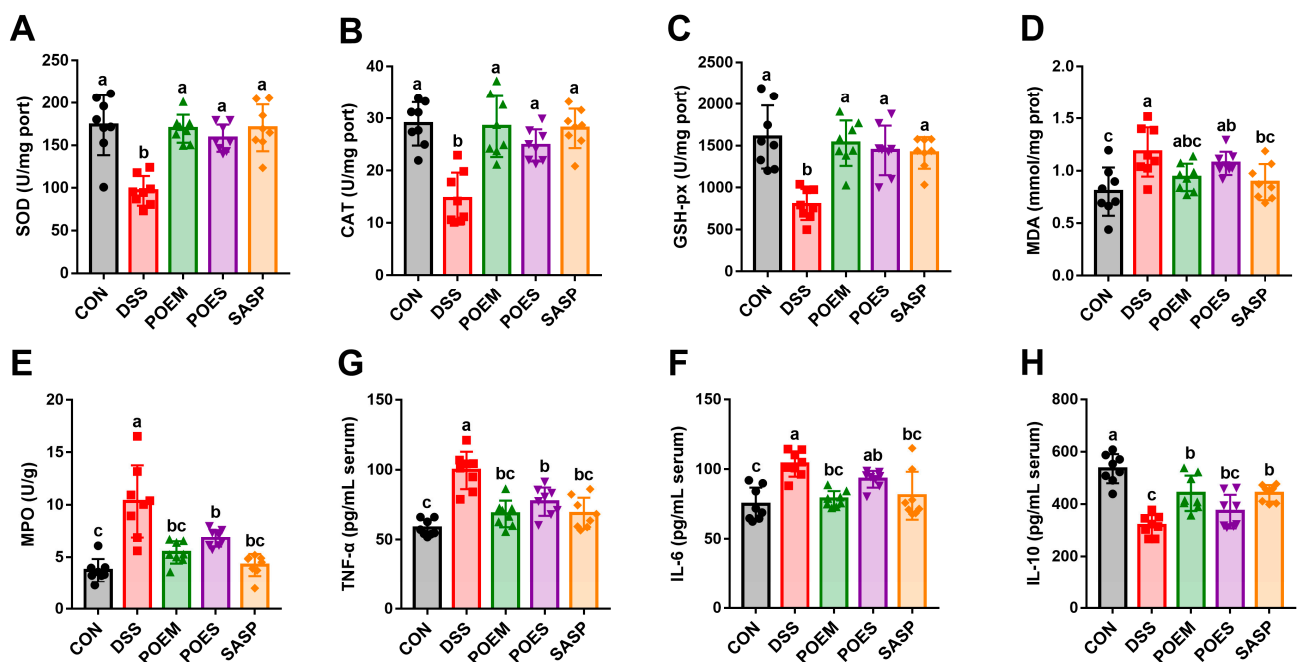 A
SOD (U/mg port)
250
200
150
100
50
0
a
b
a
a
a
CON
DSS
POEM
POES
SASP
B
CAT (U/mg port)
40
30
20
10
0
a
b
a
a
a
CON
DSS
POEM
POES
SASP
C
GSH-px (U/mg port)
2500
2000
1500
1000
500
0
a
b
a
a
a
CON
DSS
POEM
POES
SASP
D
MDA (mmol/mg prot)
2.0
1.5
1.0
0.5
0.0
c
a
abc
ab
bc
CON
DSS
POEM
POES
SASP
E
MPO (U/g)
20
15
10
5
0
c
a
bc
b
bc
CON
DSS
POEM
POES
SASP
G
TNF-α (pg/mL serum)
150
100
50
0
c
a
bc
b
bc
CON
DSS
POEM
POES
SASP
F
IL-6 (pg/mL serum)
150
100
50
0
c
a
bc
ab
bc
CON
DSS
POEM
POES
SASP
H
IL-10 (pg/mL serum)
800
600
400
200
0
a
c
b
bc
b
CON
DSS
POEM
POES
SASP